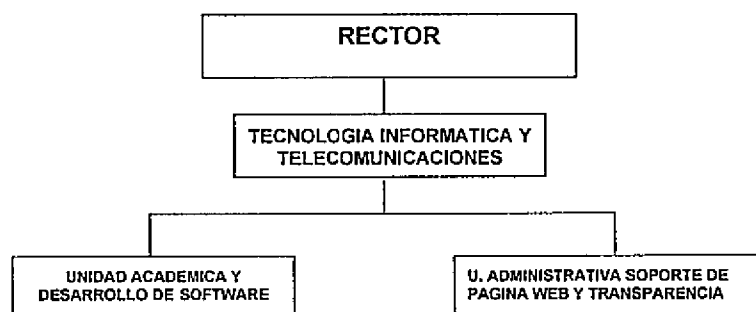 RECTOR
TECNOLOGIA INFORMATICA Y
TELECOMUNICACIONES
UNIDAD ACADEMICA Y
DESARROLLO DE SOFTWARE
U. ADMINISTRATIVA SOPORTE DE
PAGINA WEB Y TRANSPARENCIA